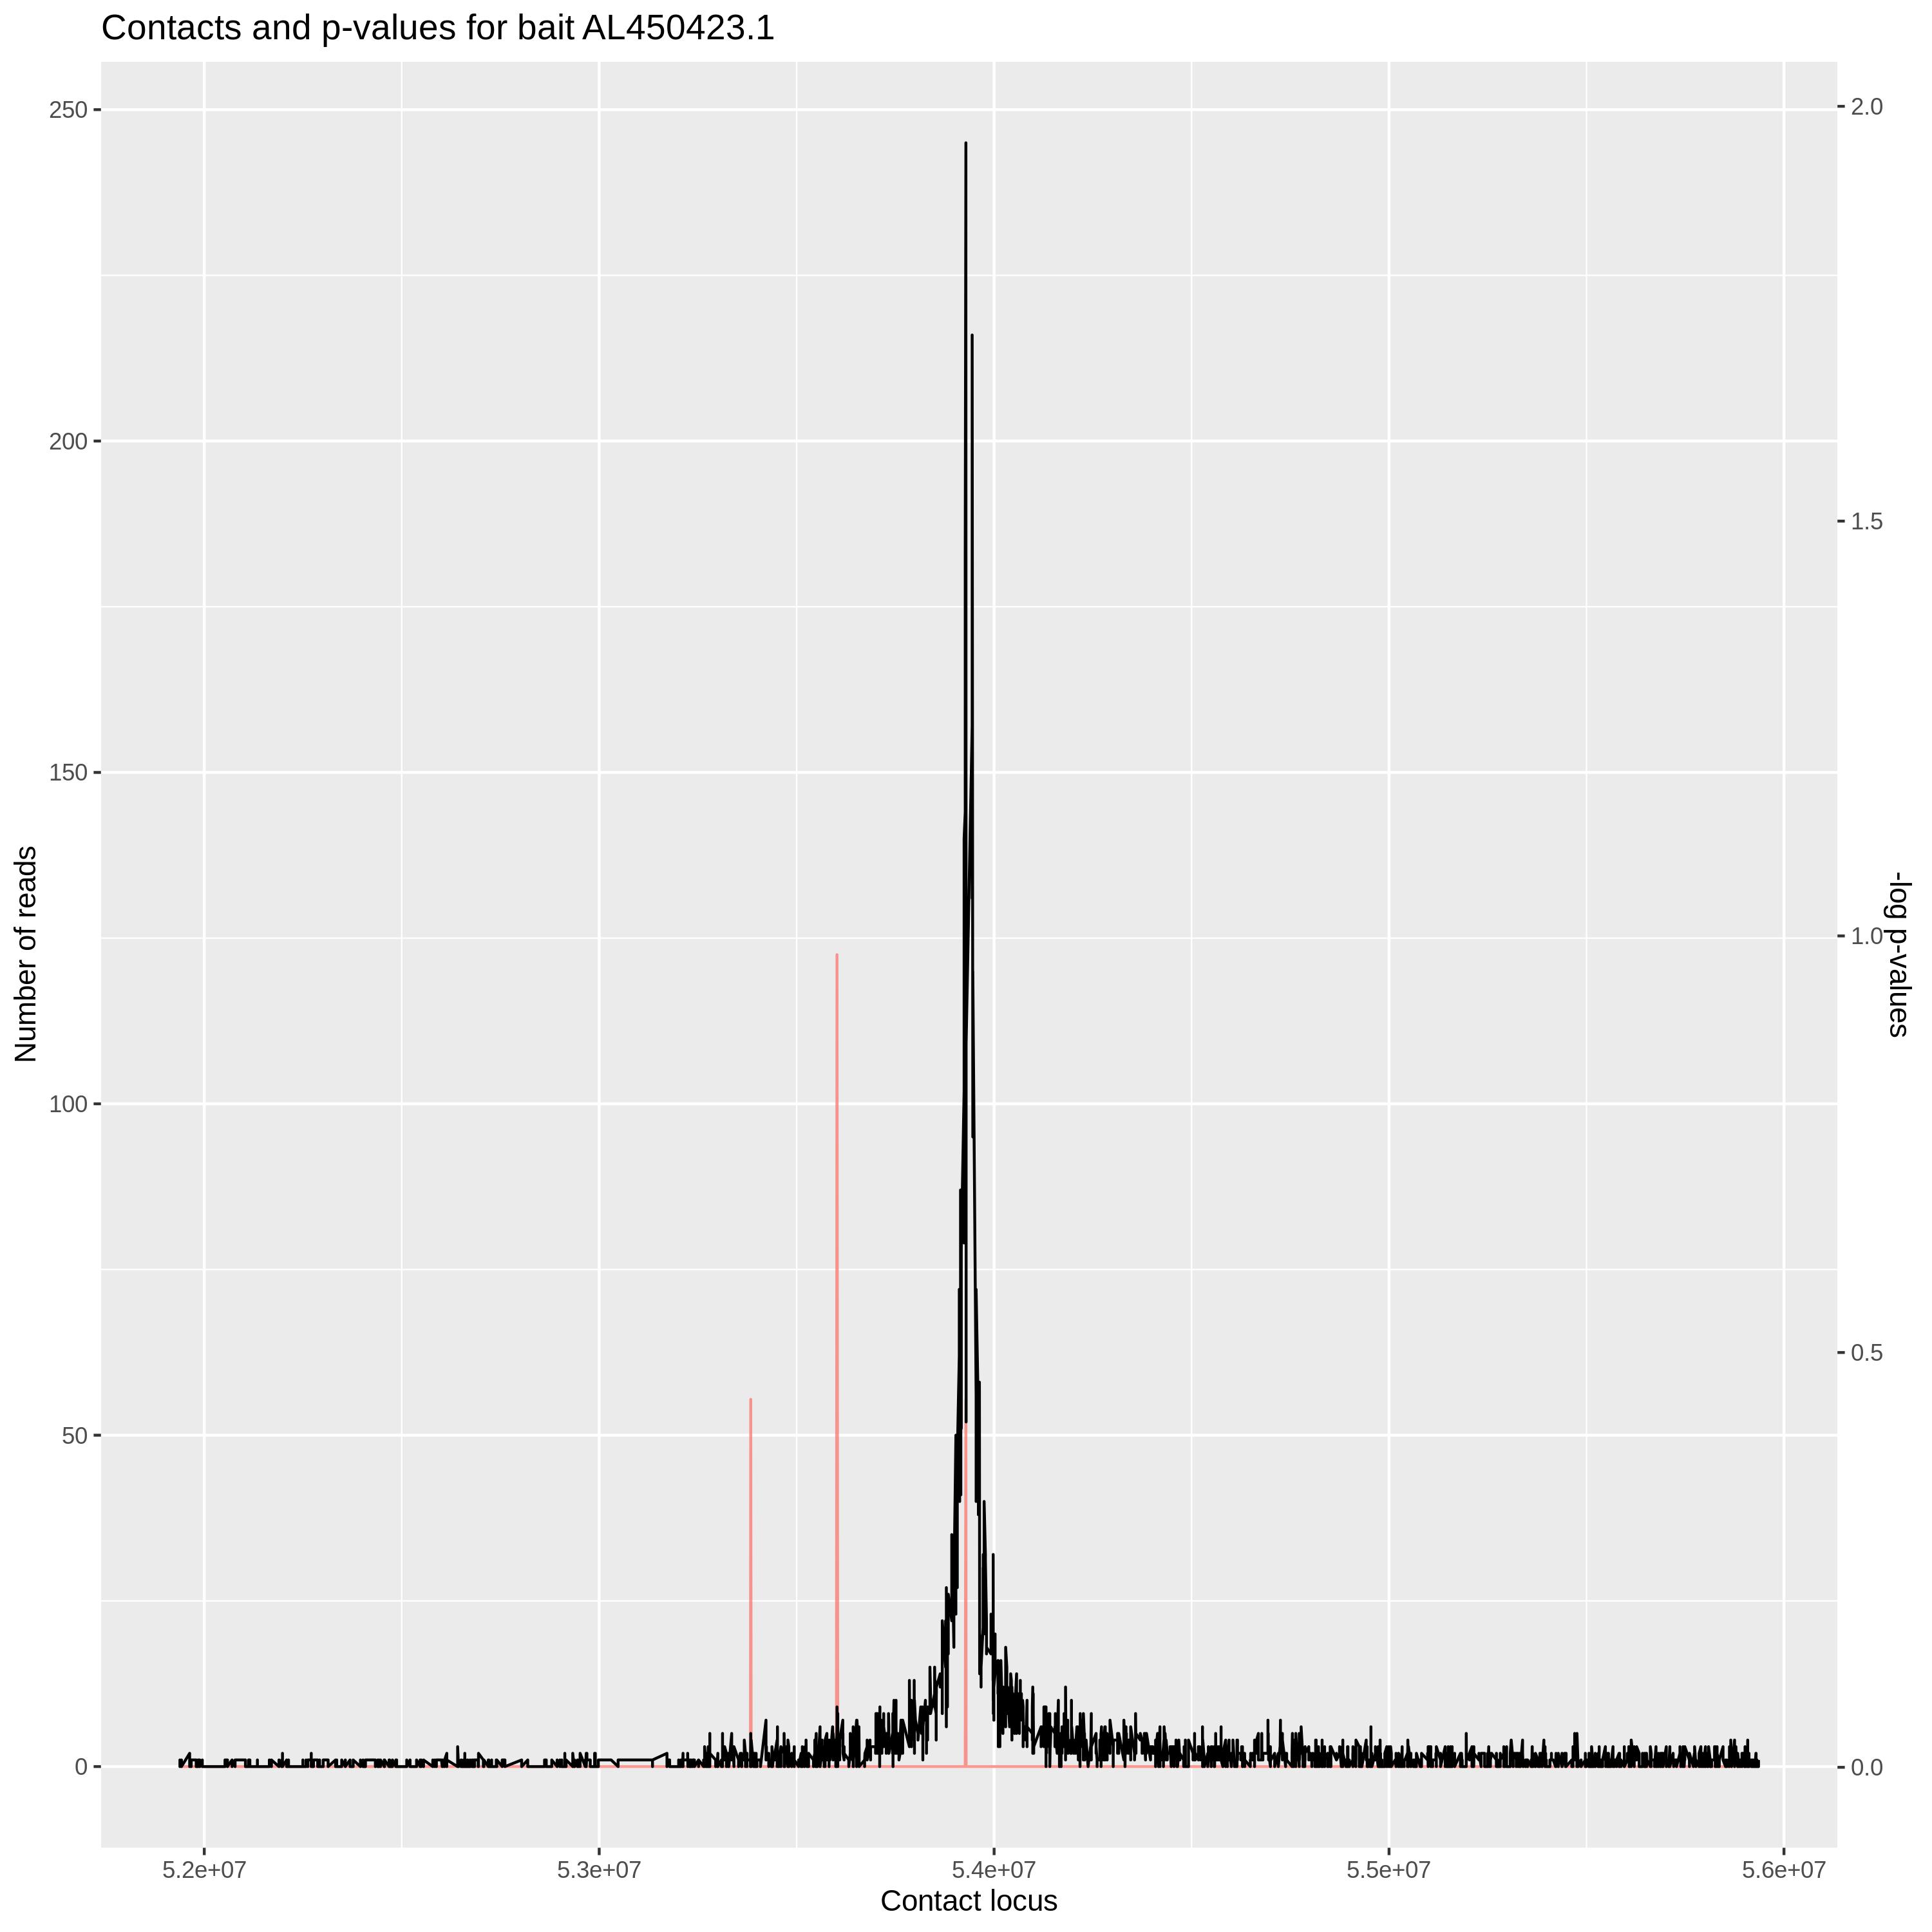 Contacts and p-values for bait AL450423.1
Number of reads
250
200
150
100
50
0
2.0
1.5
1.0
0.5
0.0
-log p-values
5.2e+07 5.3e+07 5.4e+07 5.5e+07 5.6e+07
Contact locus